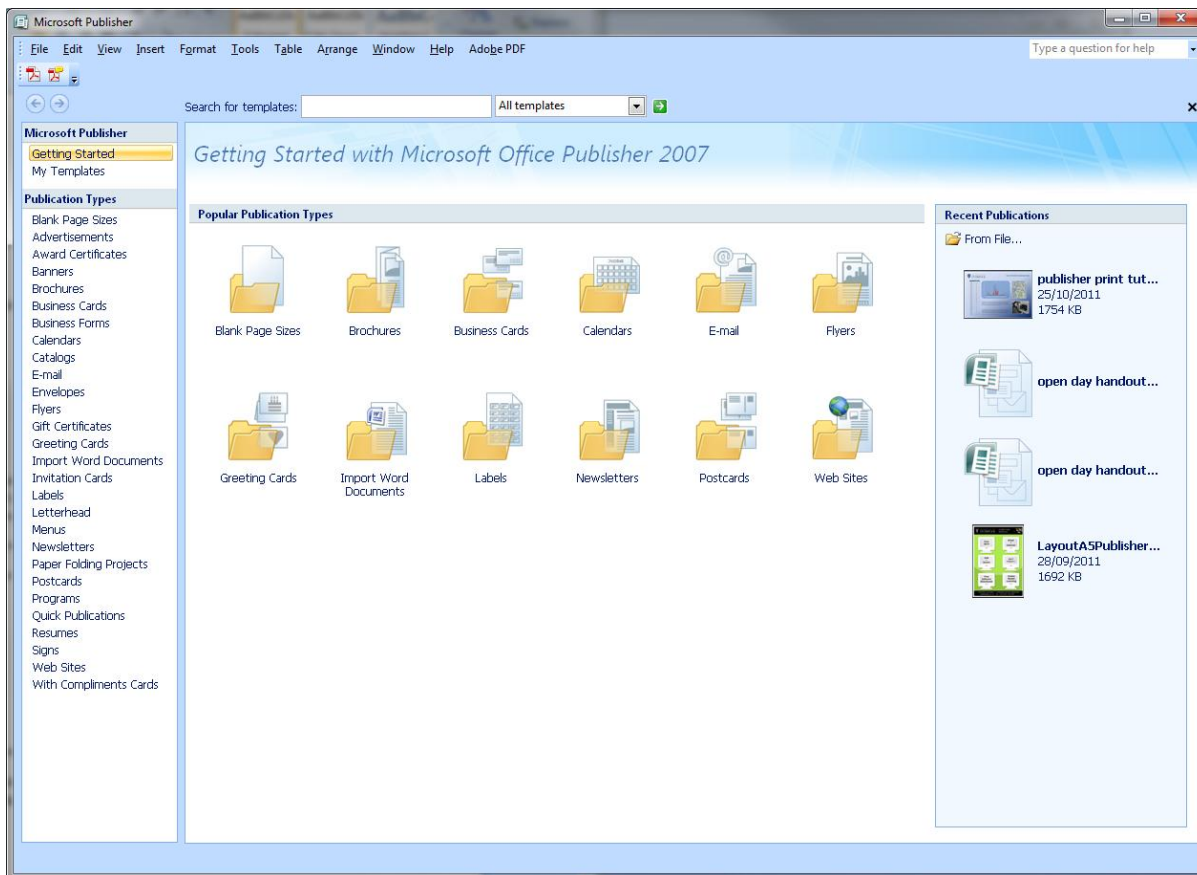 Microsoft Publisher
File Edit View Insert Format Tools Table Arrange Window Help Adobe PDF
Type a question for help
Search for templates:
All templates
Microsoft Publisher
Getting Started
My Templates
Publication Types
Blank Page Sizes
Advertisements
Award Certificates
Banners
Brochures
Business Cards
Business Forms
Calendars
Catalogs
E-mail
Envelopes
Flyers
Gift Certificates
Greeting Cards
Import Word Documents
Invitation Cards
Labels
Letterhead
Menus
Newsletters
Paper Folding Projects
Postcards
Programs
Quick Publications
Resumes
Signs
Web Sites
With Compliments Cards
Getting Started with Microsoft Office Publisher 2007
Popular Publication Types
Blank Page Sizes
Brochures
Business Cards
Calendars
E-mail
Flyers
Greeting Cards
Import Word
Documents
Labels
Newsletters
Postcards
Web Sites
Recent Publications
From File...
publisher print tut...
25/10/2011
1754 KB
open day handout...
open day handout...
LayoutA5Publisher...
28/09/2011
1692 KB